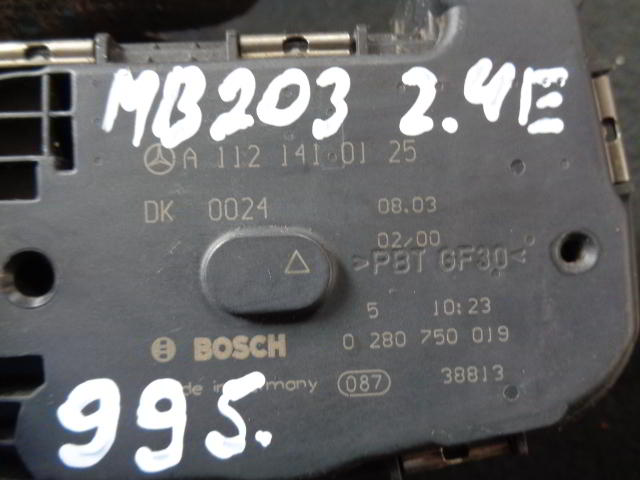 MB203 2.4E
A 112 141 01 25
DK 0024 08.03
02/00
>PBT GF30<
5 10:23
BOSCH 0 280 750 019
in Germany 087 38813
995.